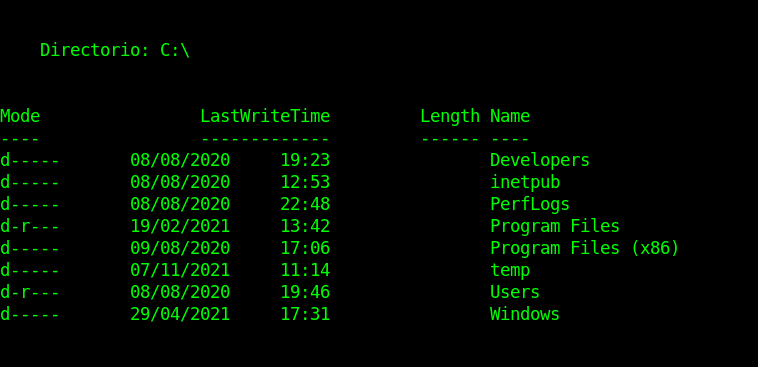 Directorio: C:\
Mode                LastWriteTime         Length Name
----                -------------         ------ ----
d-----       08/08/2020     19:23                Developers
d-----       08/08/2020     12:53                inetpub
d-----       08/08/2020     22:48                PerfLogs
d-r---       19/02/2021     13:42                Program Files
d-----       09/08/2020     17:06                Program Files (x86)
d-----       07/11/2021     11:14                temp
d-r---       08/08/2020     19:46                Users
d-----       29/04/2021     17:31                Windows